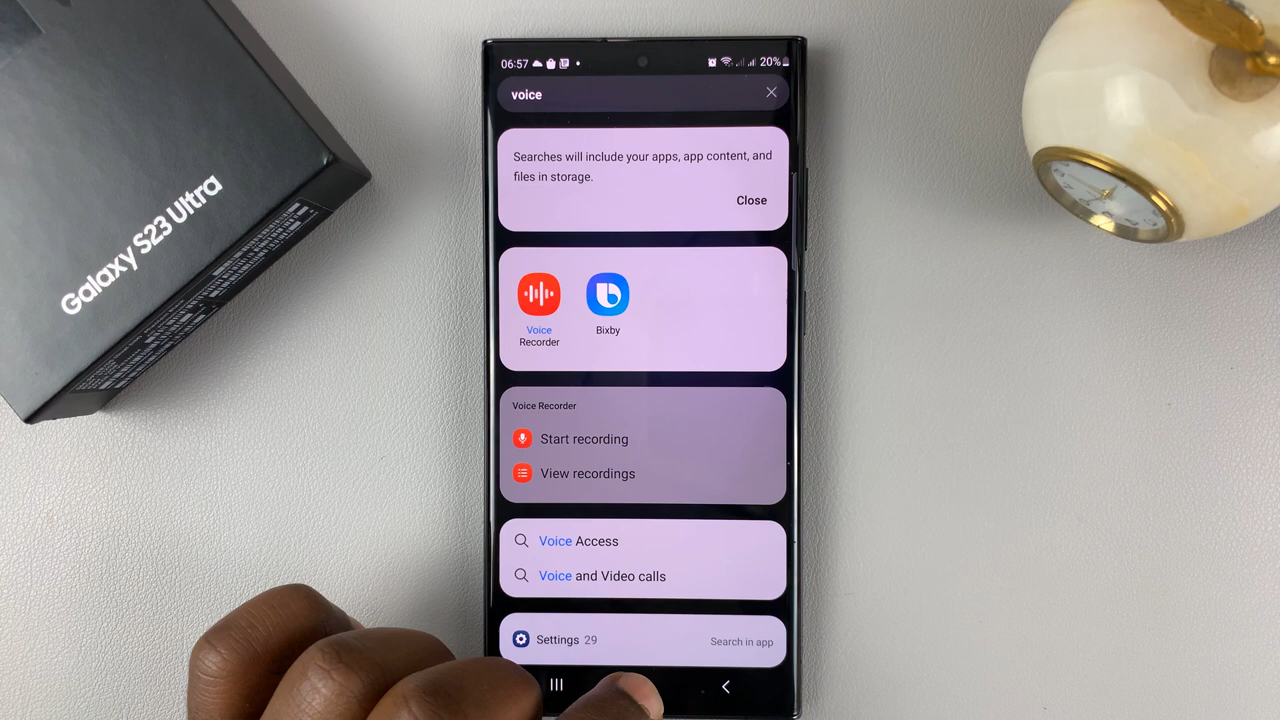 Galaxy S23 Ultra
06:57
20%
voice
Searches will include your apps, app content, and
files in storage.
Close
Voice
Recorder
Bixby
Voice Recorder
Start recording
View recordings
Voice Access
Voice and Video calls
Settings 29
Search in app